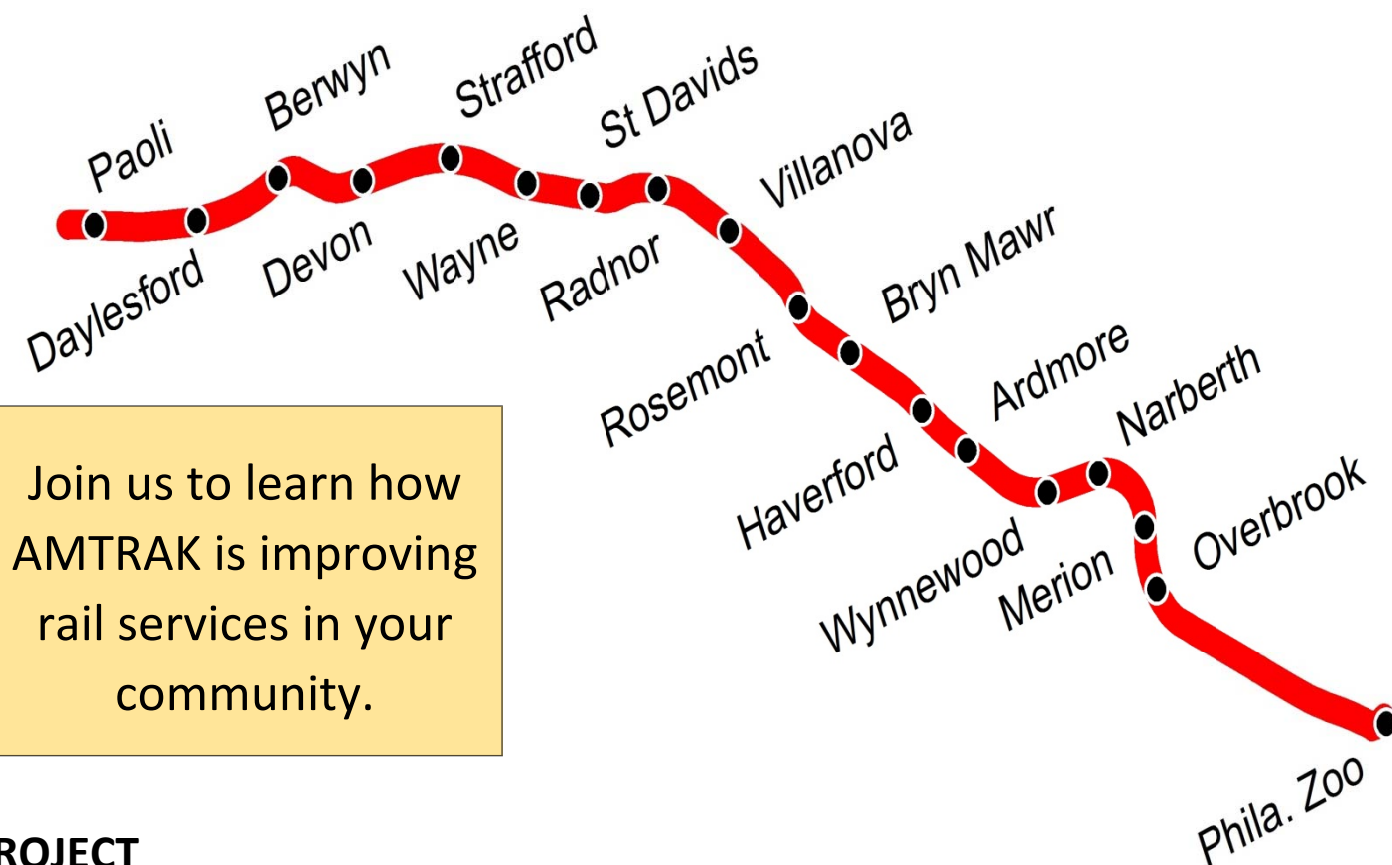 Paoli
Berwyn
Strafford
St Davids
Villanova
Bryn Mawr
Ardmore
Narberth
Overbrook
Daylesford
Devon
Wayne
Radnor
Rosemont
Haverford
Wynnewood
Merion
Phila. Zoo
Join us to learn how
AMTRAK is improving
rail services in your
community.
ROJECT